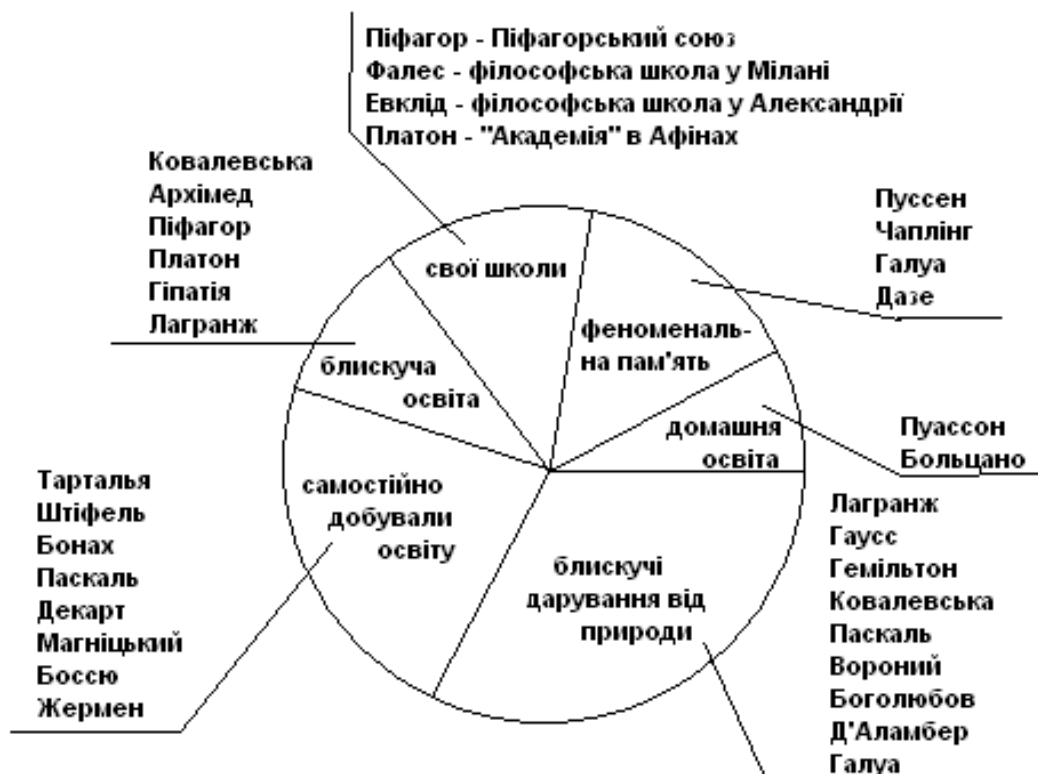 Піфагор - Піфагорський союз
Фалес - філософська школа у Мілані
Евклід - філософська школа у Александрії
Платон - "Академія" в Афінах
Ковалевська
Архімед
Піфагор
Платон
Гіпатія
Лагранж
Пуссен
Чаплінг
Галуа
Дазе
свої школи
феноменаль-
на пам'ять
блискуча
освіта
домашня
освіта
Пуассон
Больцано
самостійно
добували
освіту
Тарталья
Штіфель
Бонах
Паскаль
Декарт
Магніцький
Боссю
Жермен
блискучі
дарування від
природи
Лагранж
Гаусс
Гемільтон
Ковалевська
Паскаль
Вороний
Боголюбов
Д'Аламбер
Галуа